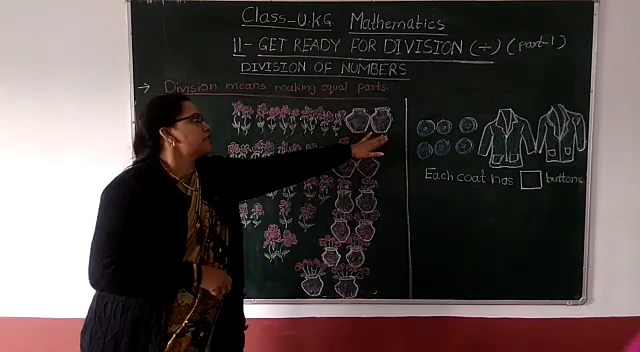 Class-U.KG. Mathematics
11- GET READY FOR DIVISION (÷) (part-1)
DIVISION OF NUMBERS
→ Division means making equal parts.
Each coat has □ buttons